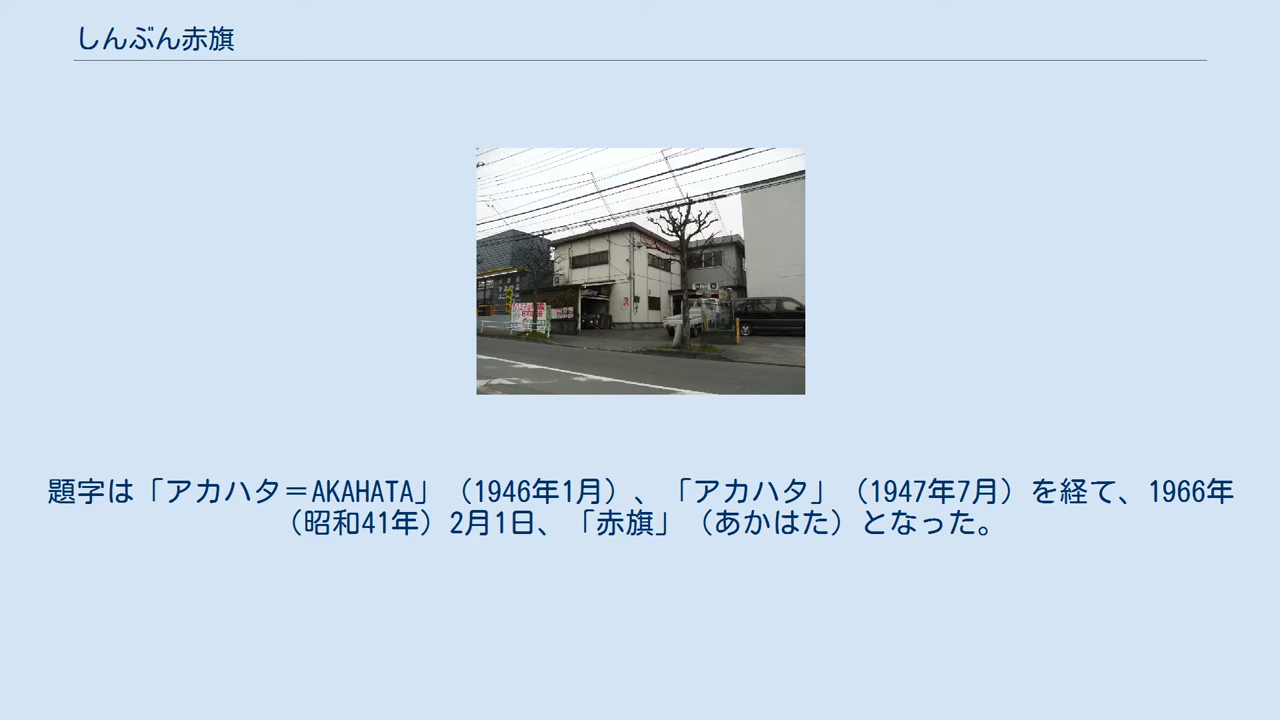 しんぶん赤旗
題字は「アカハタ＝AKAHATA」（1946年1月）、「アカハタ」（1947年7月）を経て、1966年
（昭和41年）2月1日、「赤旗」（あかはた）となった。